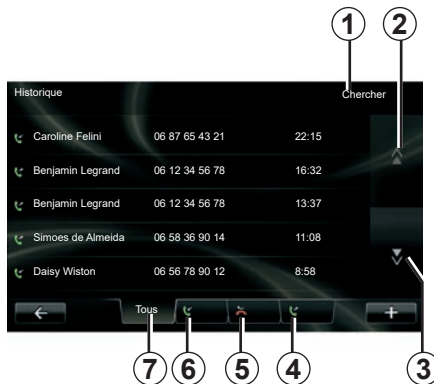 1 2
Historique Chercher
Caroline Felini 06 87 65 43 21 22:15
Benjamin Legrand 06 12 34 56 78 16:32
Benjamin Legrand 06 12 34 56 78 13:37
Simoes de Almeida 06 58 36 90 14 11:08
Daisy Wiston 06 56 78 90 12 8:58
Tous +
7 6 5 4 3